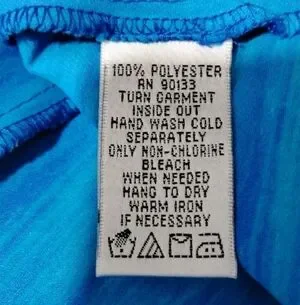 100% POLYESTER
RN 90133
TURN GARMENT
INSIDE OUT
HAND WASH COLD
SEPARATELY
ONLY NON-CHLORINE
BLEACH
WHEN NEEDED
HANG TO DRY
WARM IRON
IF NECESSARY